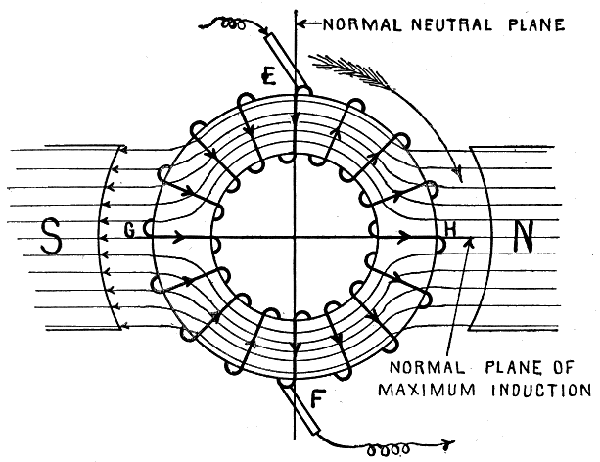 NORMAL NEUTRAL PLANE
E
S
G
H
N
NORMAL PLANE OF
MAXIMUM INDUCTION
F